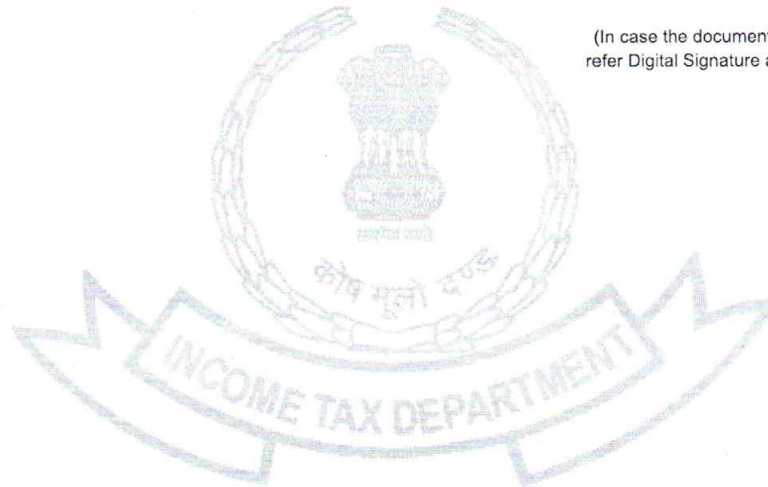 (In case the document
refer Digital Signature a
कोष मूलो दण्ड
INCOME TAX DEPARTMENT